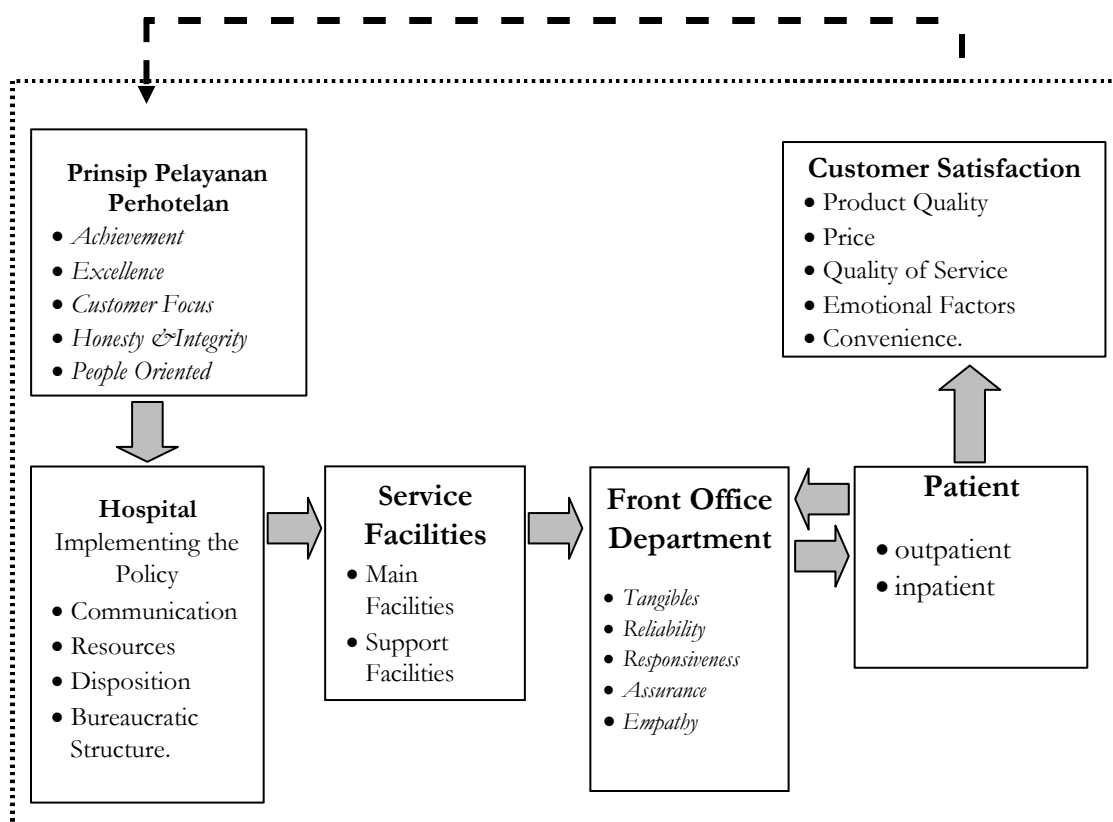 Prinsip Pelayanan
Perhotelan
• Achievement
• Excellence
• Customer Focus
• Honesty &Integrity
• People Oriented
Customer Satisfaction
• Product Quality
• Price
• Quality of Service
• Emotional Factors
• Convenience.
Hospital
Implementing the
Policy
• Communication
• Resources
• Disposition
• Bureaucratic
Structure.
Service
Facilities
• Main
Facilities
• Support
Facilities
Front Office
Department
• Tangibles
• Reliability
• Responsiveness
• Assurance
• Empathy
Patient
• outpatient
• inpatient